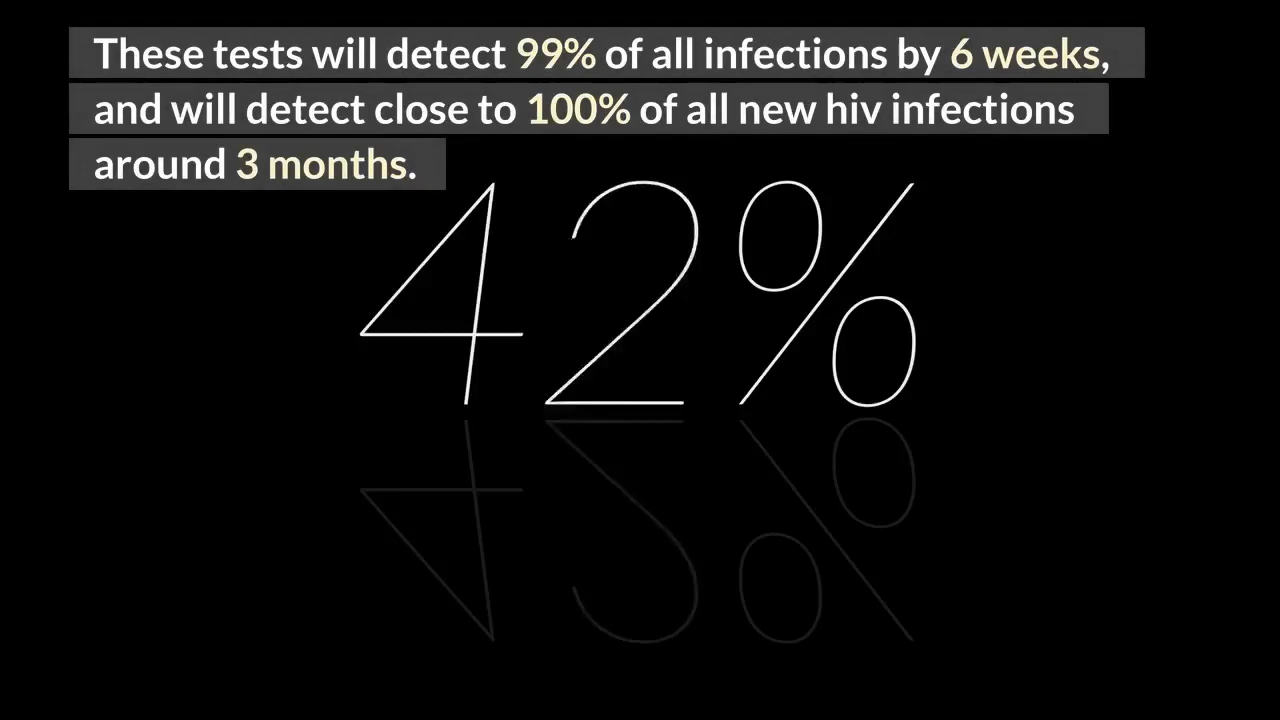 These tests will detect 99% of all infections by 6 weeks,
and will detect close to 100% of all new hiv infections
around 3 months.
42%